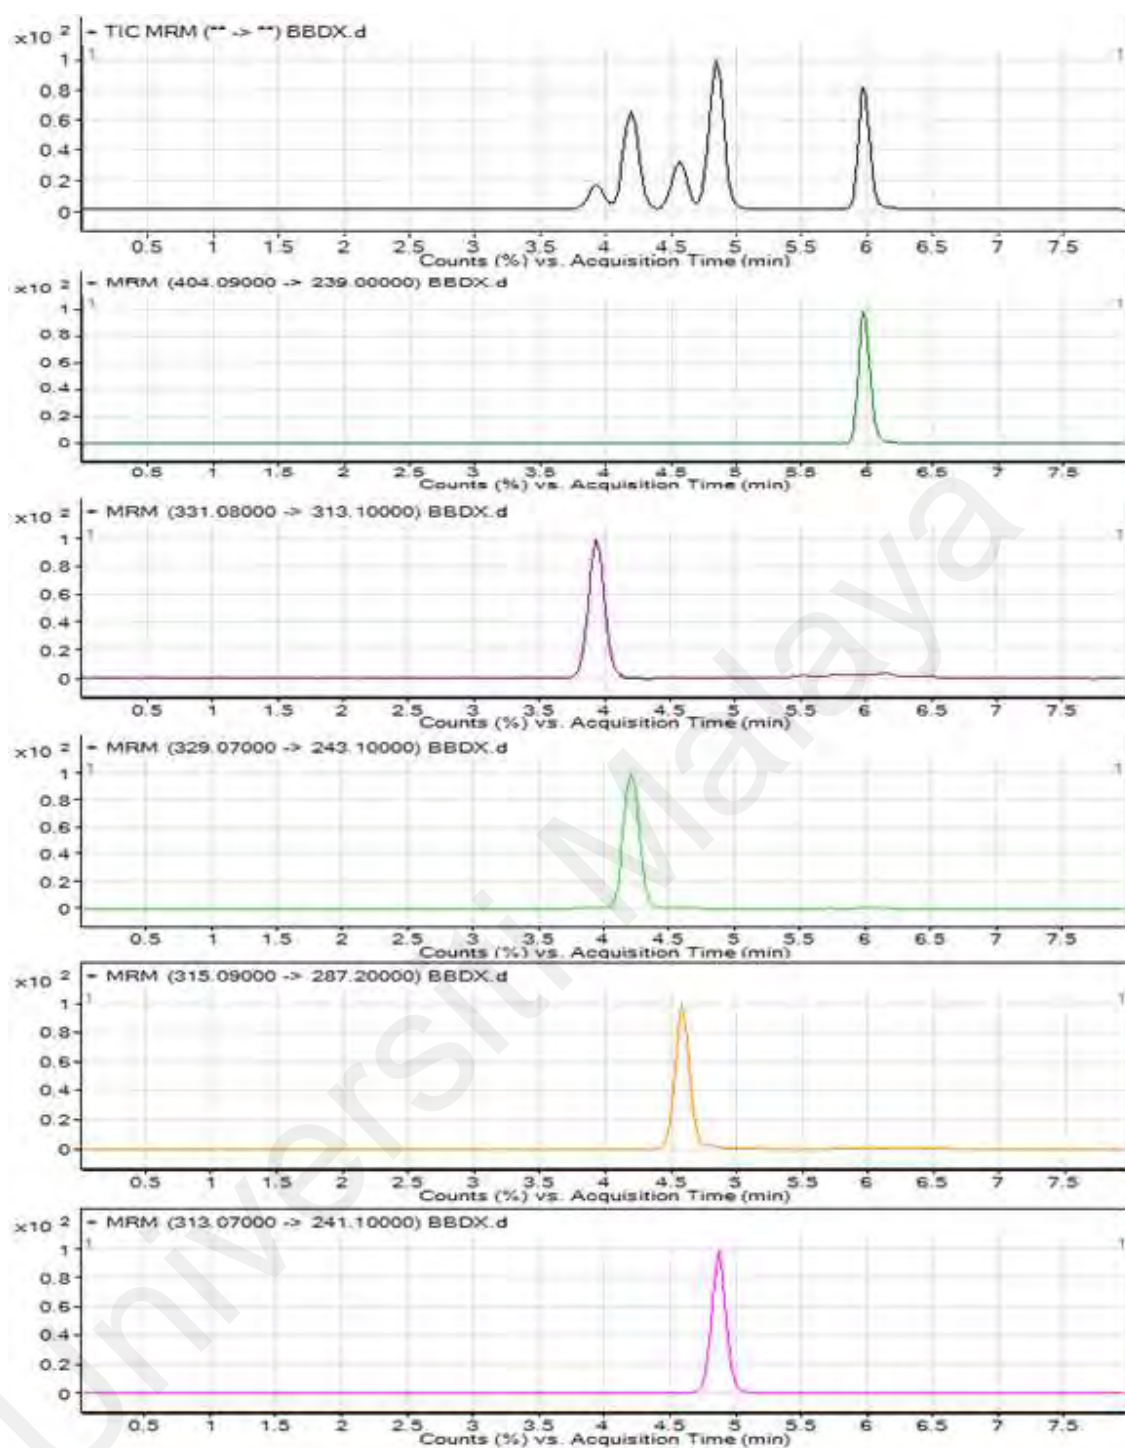 x10 2 - TIC MRM (** -> **) BBDX.d
1 1 1
0.8
0.6
0.4
0.2
0
0.5 1 1.5 2 2.5 3 3.5 4 4.5 5 5.5 6 6.5 7 7.5
Counts (%) vs. Acquisition Time (min)
x10 2 - MRM (404.09000 -> 239.00000) BBDX.d
1 1 1
0.8
0.6
0.4
0.2
0
0.5 1 1.5 2 2.5 3 3.5 4 4.5 5 5.5 6 6.5 7 7.5
Counts (%) vs. Acquisition Time (min)
x10 2 - MRM (331.08000 -> 313.10000) BBDX.d
1 1 1
0.8
0.6
0.4
0.2
0
0.5 1 1.5 2 2.5 3 3.5 4 4.5 5 5.5 6 6.5 7 7.5
Counts (%) vs. Acquisition Time (min)
x10 2 - MRM (329.07000 -> 243.10000) BBDX.d
1 1 1
0.8
0.6
0.4
0.2
0
0.5 1 1.5 2 2.5 3 3.5 4 4.5 5 5.5 6 6.5 7 7.5
Counts (%) vs. Acquisition Time (min)
x10 2 - MRM (315.09000 -> 287.20000) BBDX.d
1 1 1
0.8
0.6
0.4
0.2
0
0.5 1 1.5 2 2.5 3 3.5 4 4.5 5 5.5 6 6.5 7 7.5
Counts (%) vs. Acquisition Time (min)
x10 2 - MRM (313.07000 -> 241.10000) BBDX.d
1 1 1
0.8
0.6
0.4
0.2
0
0.5 1 1.5 2 2.5 3 3.5 4 4.5 5 5.5 6 6.5 7 7.5
Counts (%) vs. Acquisition Time (min)
Universiti Malaya